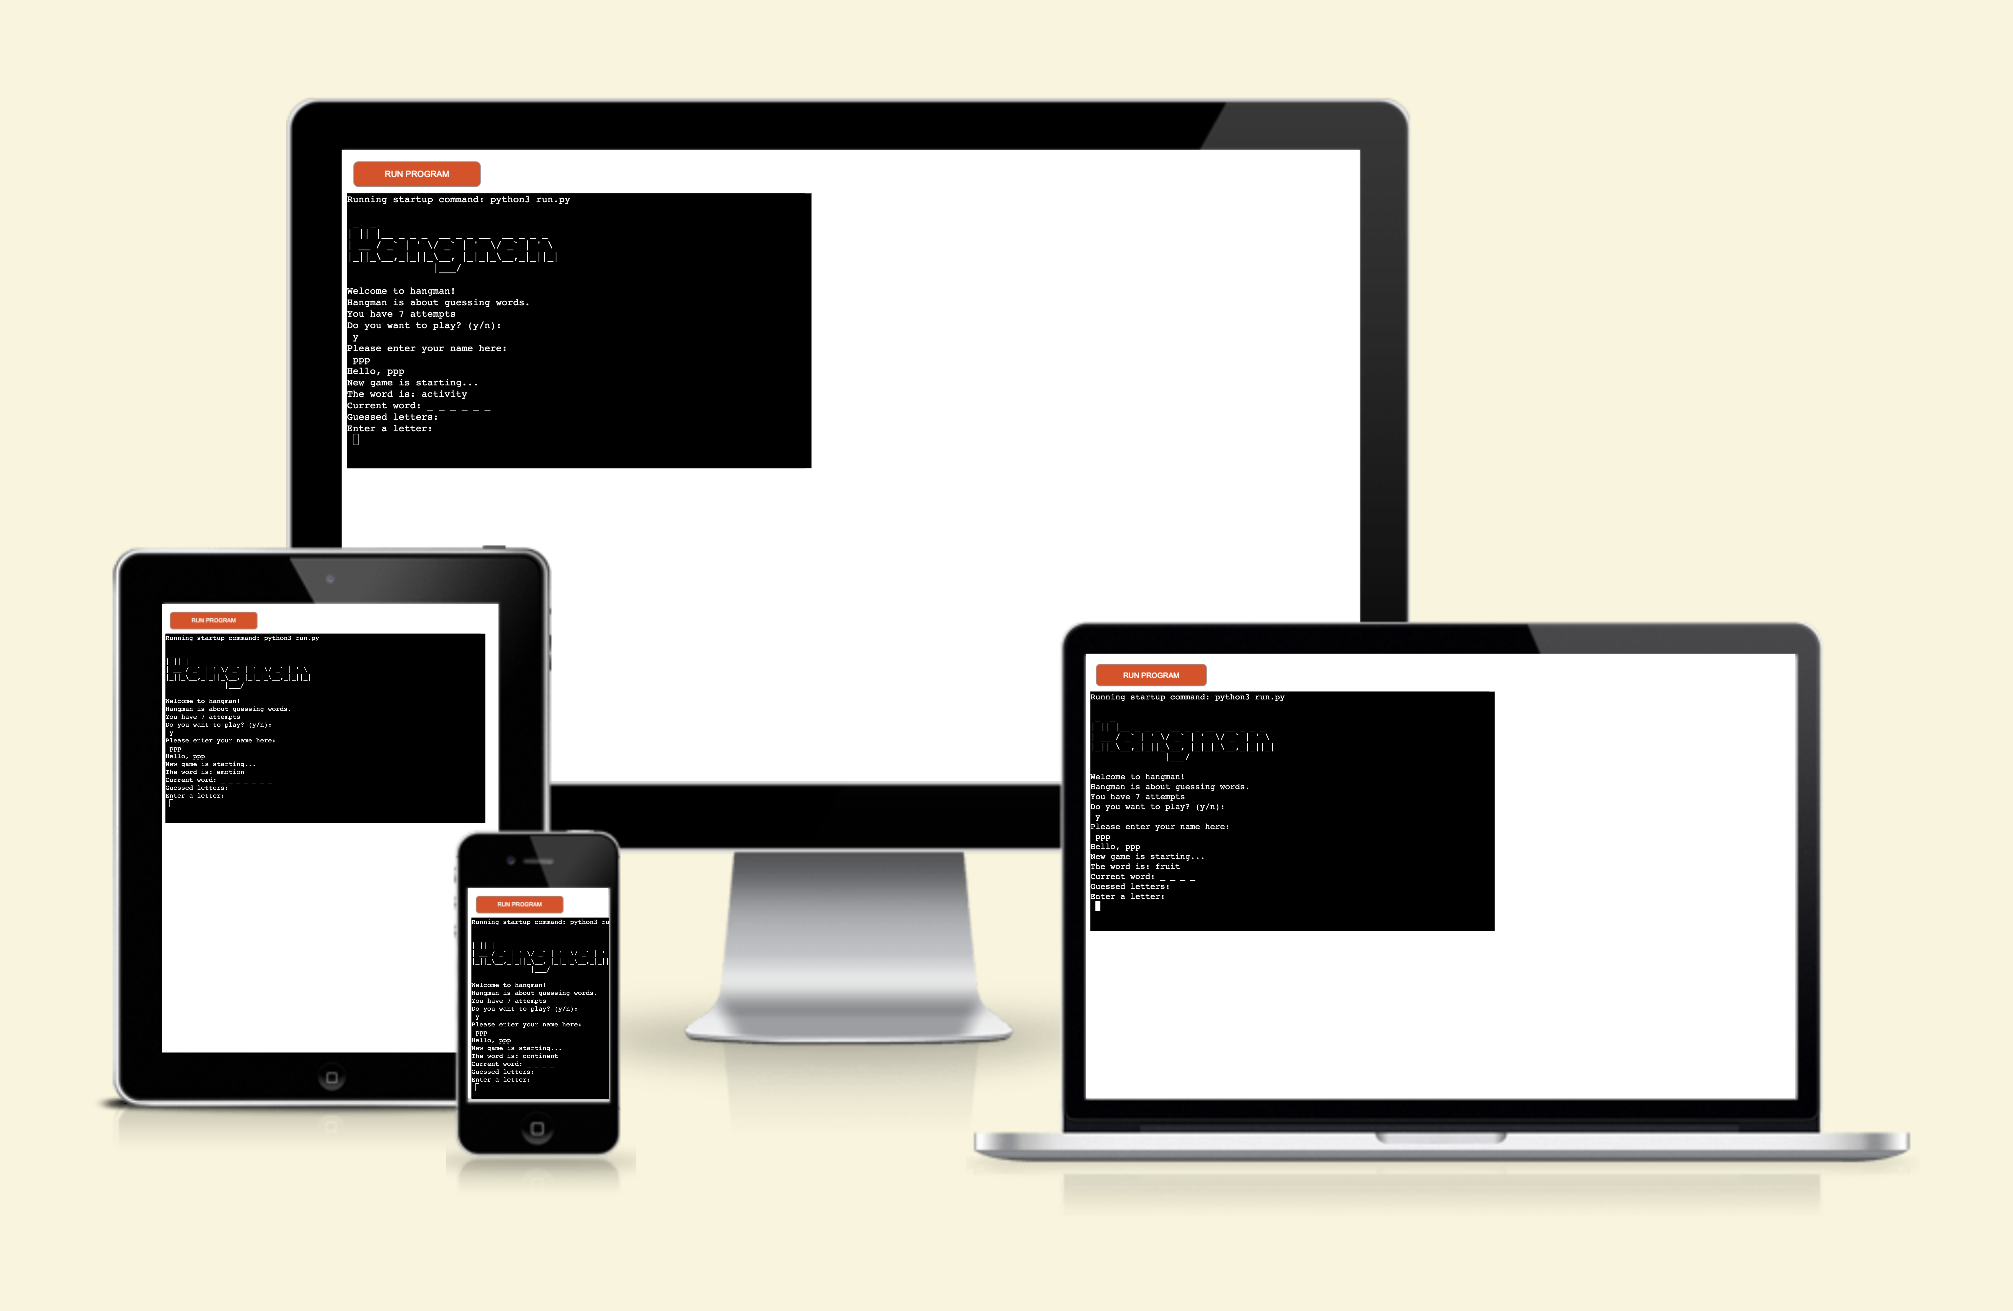 RUN PROGRAM
Running startup command: python3 run.py
Hangman
Welcome to hangman!
Hangman is about guessing words.
You have 7 attempts
Do you want to play? (y/n):
y
Please enter your name here:
ppp
Hello, ppp
New game is starting...
The word is: activity
Current word: _ _ _ _ _ _
Guessed letters:
Enter a letter:
RUN PROGRAM
Running startup command: python3 run.py
Hangman
Welcome to hangman!
Hangman is about guessing words.
You have 7 attempts
Do you want to play? (y/n):
y
Please enter your name here:
ppp
Hello, ppp
New game is starting...
The word is: emotion
Current word: _ _ _ _ _ _ _
Guessed letters:
Enter a letter:
RUN PROGRAM
Running startup command: python3 ru
Hangman
Welcome to hangman!
Hangman is about guessing words.
You have 7 attempts
Do you want to play? (y/n):
y
Please enter your name here:
ppp
Hello, ppp
New game is starting...
The word is: continent
Current word: _ _ _ _
Guessed letters:
Enter a letter:
RUN PROGRAM
Running startup command: python3 run.py
Hangman
Welcome to hangman!
Hangman is about guessing words.
You have 7 attempts
Do you want to play? (y/n):
y
Please enter your name here:
ppp
Hello, ppp
New game is starting...
The word is: fruit
Current word: _ _ _ _
Guessed letters:
Enter a letter: